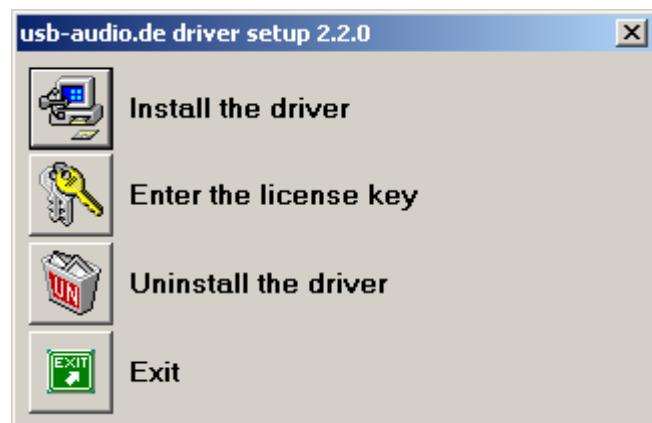 usb-audio.de driver setup 2.2.0
Install the driver
Enter the license key
UN
Uninstall the driver
EXIT
Exit